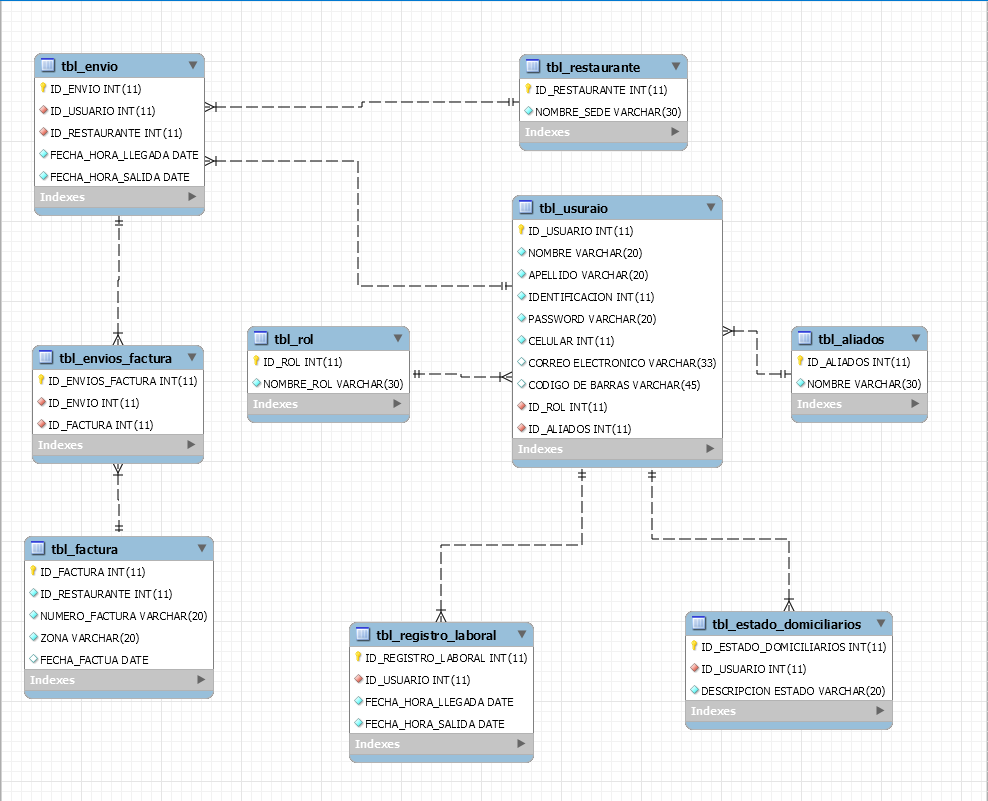 tbl_envio
ID_ENVIO INT(11)
ID_USUARIO INT(11)
ID_RESTAURANTE INT(11)
FECHA_HORA_LLEGADA DATE
FECHA_HORA_SALIDA DATE
Indexes
tbl_restaurante
ID_RESTAURANTE INT(11)
NOMBRE_SEDE VARCHAR(30)
Indexes
tbl_usuraio
ID_USUARIO INT(11)
NOMBRE VARCHAR(20)
APELLIDO VARCHAR(20)
IDENTIFICACION INT(11)
PASSWORD VARCHAR(20)
CELULAR INT(11)
CORREO ELECTRONICO VARCHAR(33)
CODIGO DE BARRAS VARCHAR(45)
ID_ROL INT(11)
ID_ALIADOS INT(11)
Indexes
tbl_rol
ID_ROL INT(11)
NOMBRE_ROL VARCHAR(30)
Indexes
tbl_aliados
ID_ALIADOS INT(11)
NOMBRE VARCHAR(30)
Indexes
tbl_envios_factura
ID_ENVIOS_FACTURA INT(11)
ID_ENVIO INT(11)
ID_FACTURA INT(11)
Indexes
tbl_factura
ID_FACTURA INT(11)
ID_RESTAURANTE INT(11)
NUMERO_FACTURA VARCHAR(20)
ZONA VARCHAR(20)
FECHA_FACTUA DATE
Indexes
tbl_registro_laboral
ID_REGISTRO_LABORAL INT(11)
ID_USUARIO INT(11)
FECHA_HORA_LLEGADA DATE
FECHA_HORA_SALIDA DATE
Indexes
tbl_estado_domiciliarios
ID_ESTADO_DOMICILIARIOS INT(11)
ID_USUARIO INT(11)
DESCRIPCION ESTADO VARCHAR(20)
Indexes